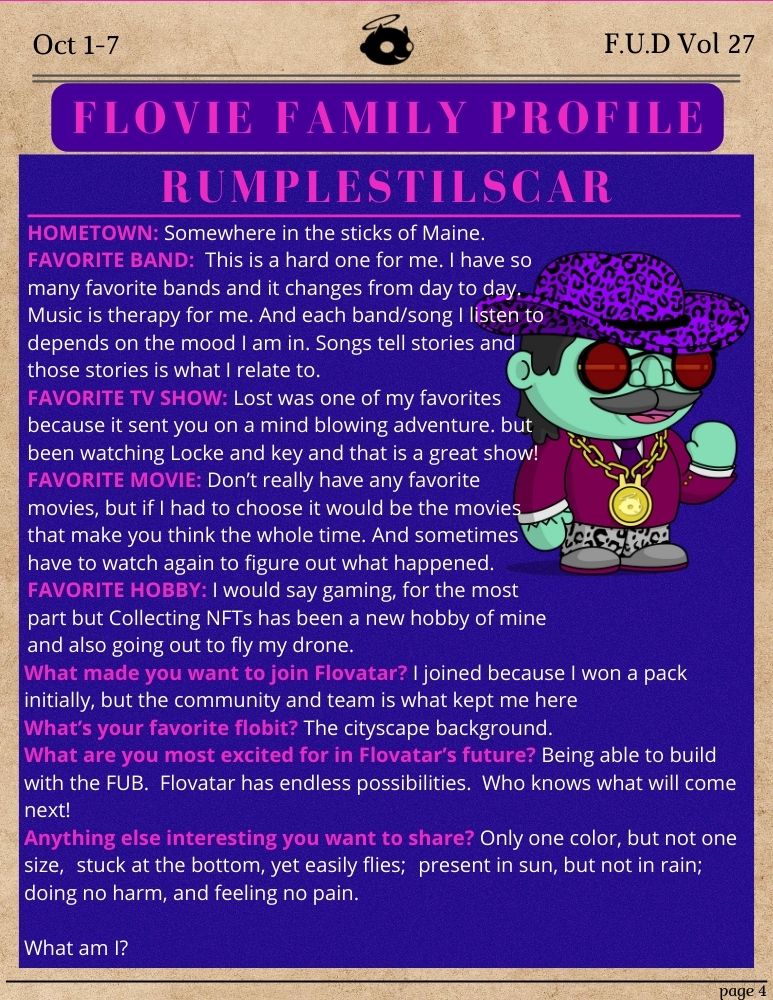 Oct 1-7
F.U.D Vol 27
FLOVIE FAMILY PROFILE
RUMPLESTILSCAR
HOMETOWN: Somewhere in the sticks of Maine.
FAVORITE BAND:  This is a hard one for me. I have so
many favorite bands and it changes from day to day.
Music is therapy for me. And each band/song I listen to
depends on the mood I am in. Songs tell stories and
those stories is what I relate to.
FAVORITE TV SHOW: Lost was one of my favorites
because it sent you on a mind blowing adventure. but
been watching Locke and key and that is a great show!
FAVORITE MOVIE: Don’t really have any favorite
movies, but if I had to choose it would be the movies
that make you think the whole time. And sometimes
have to watch again to figure out what happened.
FAVORITE HOBBY: I would say gaming, for the most
part but Collecting NFTs has been a new hobby of mine
and also going out to fly my drone.
What made you want to join Flovatar? I joined because I won a pack
initially, but the community and team is what kept me here
What’s your favorite flobit? The cityscape background.
What are you most excited for in Flovatar’s future? Being able to build
with the FUB.  Flovatar has endless possibilities.  Who knows what will come
next!
Anything else interesting you want to share? Only one color, but not one
size,  stuck at the bottom, yet easily flies;  present in sun, but not in rain;
doing no harm, and feeling no pain.
What am I?
page 4